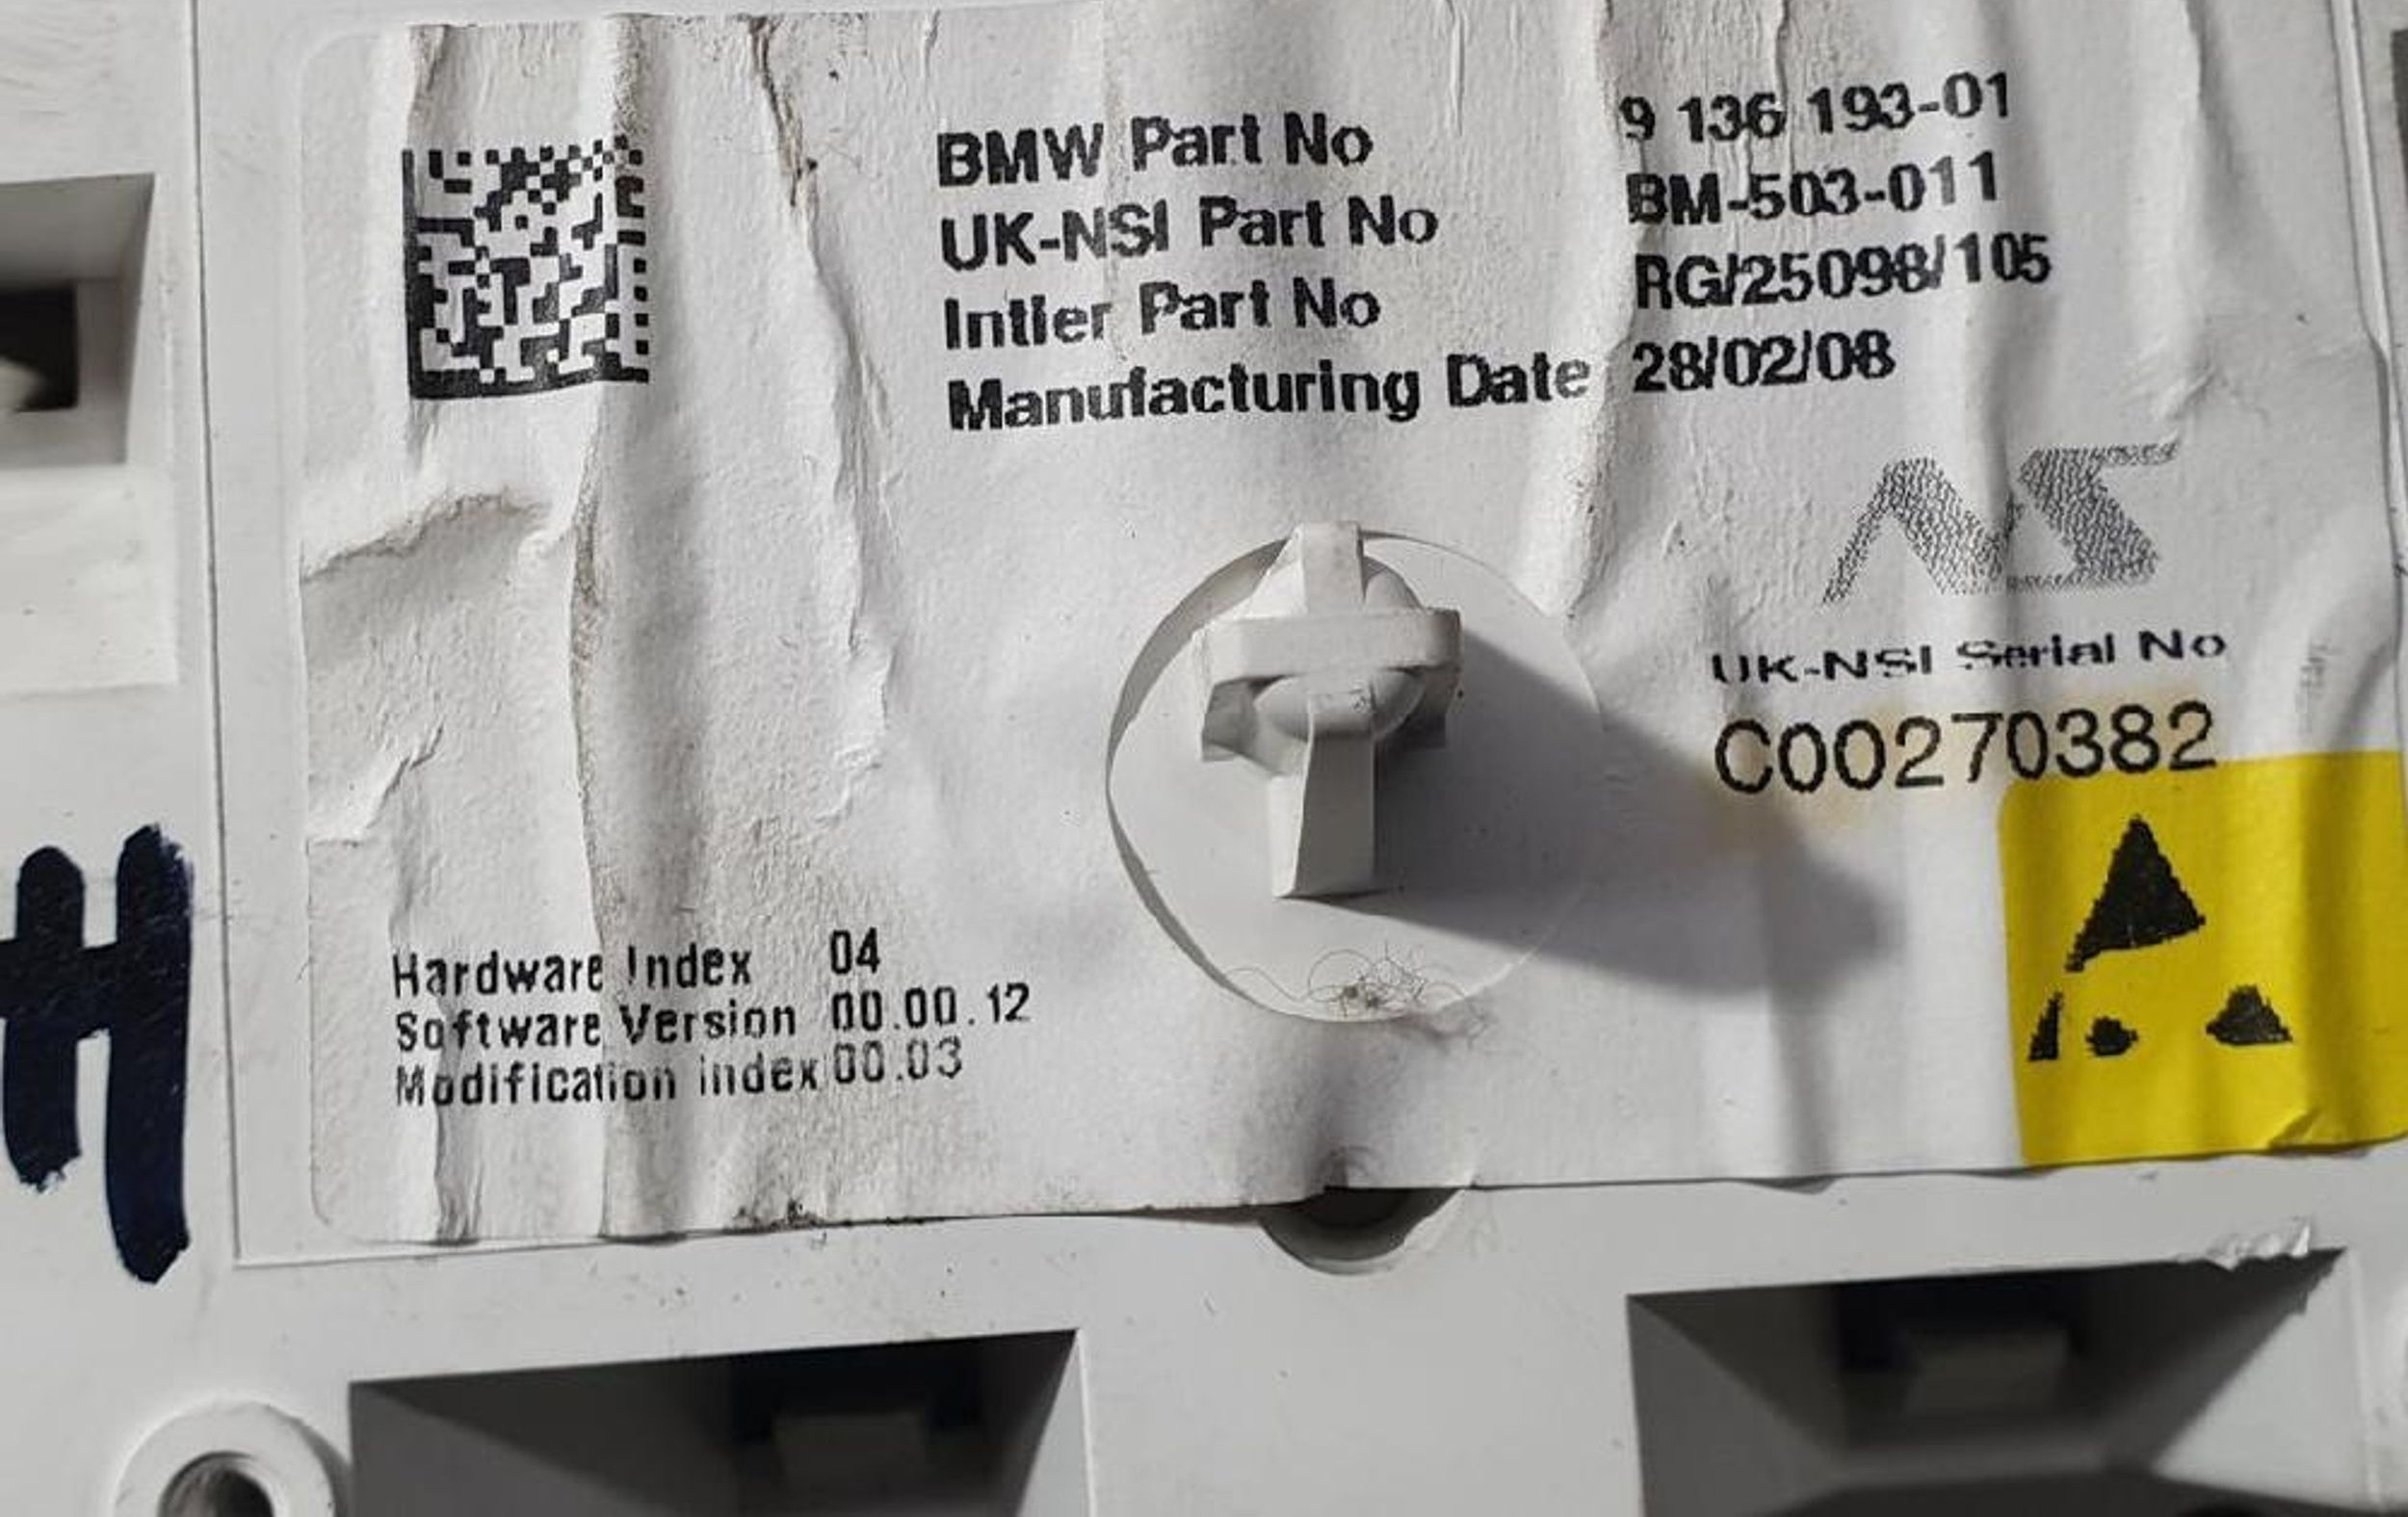 BMW Part No 9 136 193-01
UK-NSI Part No BM-503-011
Intier Part No RG/25098/105
Manufacturing Date 28/02/08
NS
UK-NSI Serial No
C00270382
H
Hardware Index 04
Software Version 00.00.12
Modification index 00.03